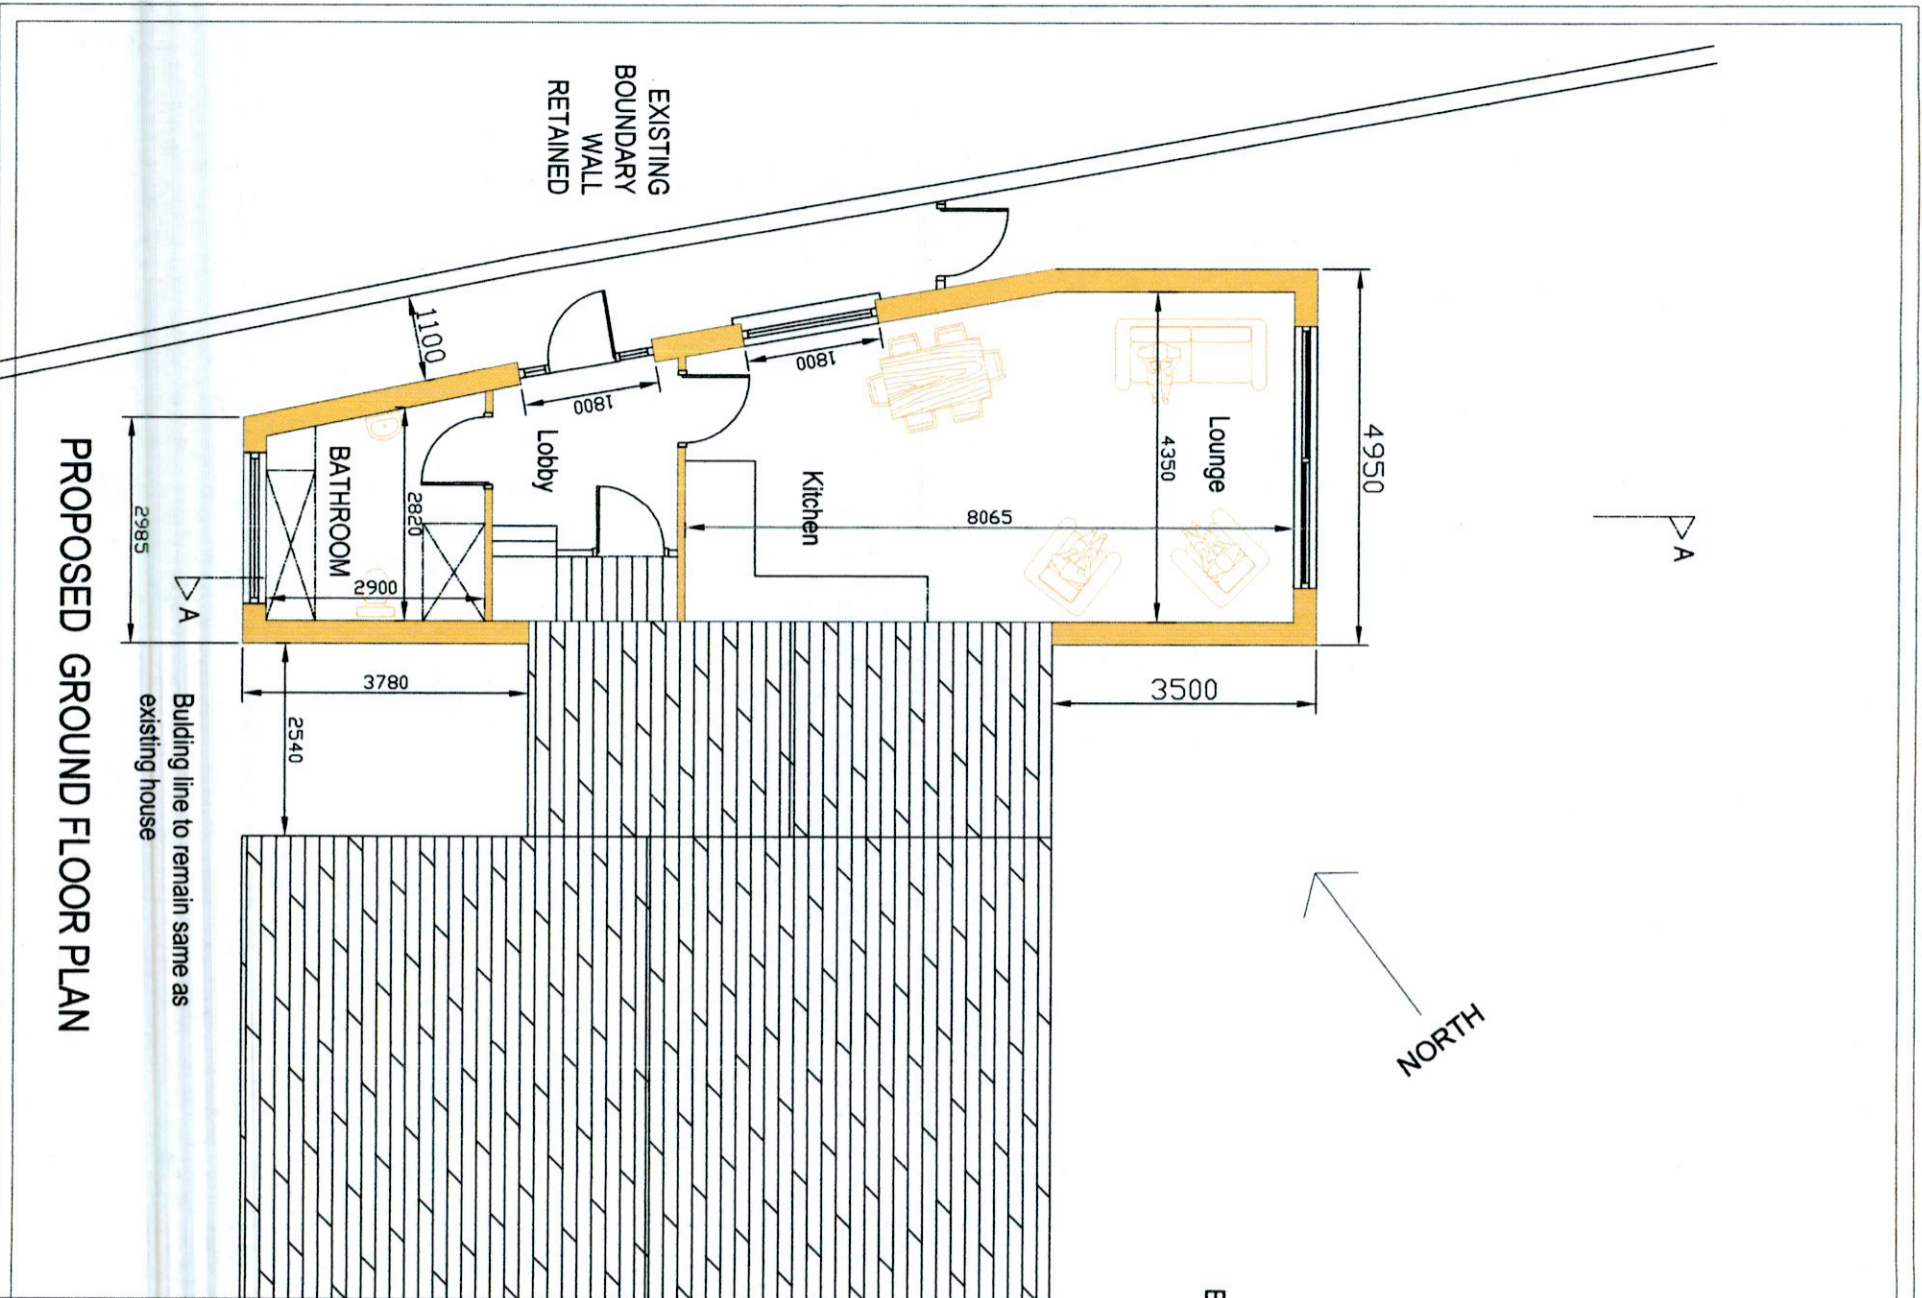 EXISTING
BOUNDARY
WALL
RETAINED
1100
1800
1800
4950
4350
Lounge
8065
Kitchen
Lobby
BATHROOM
2820
2900
2985
A
A
3780
3500
2540
NORTH
Bulding line to remain same as
existing house
PROPOSED GROUND FLOOR PLAN